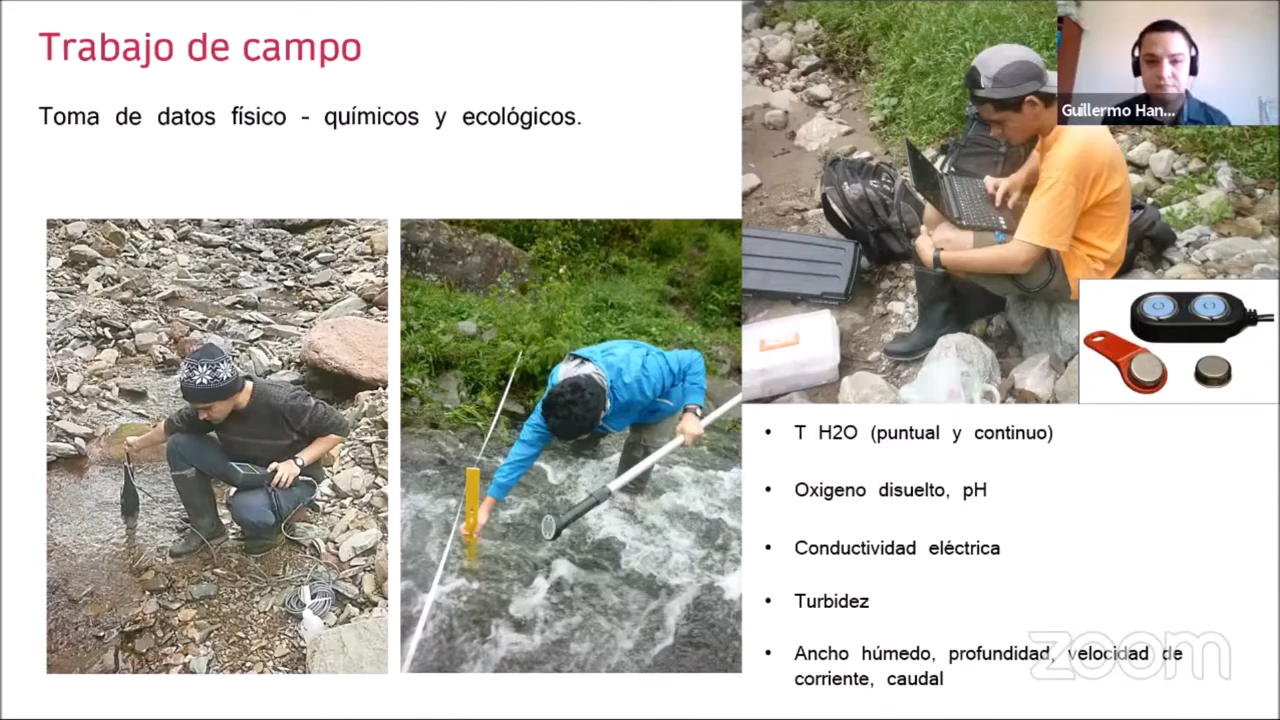 Trabajo de campo
Toma de datos físico - químicos y ecológicos.
Guillermo Han...
• T H2O (puntual y continuo)
• Oxigeno disuelto, pH
• Conductividad eléctrica
• Turbidez
• Ancho húmedo, profundidad, velocidad de
corriente, caudal
zoom